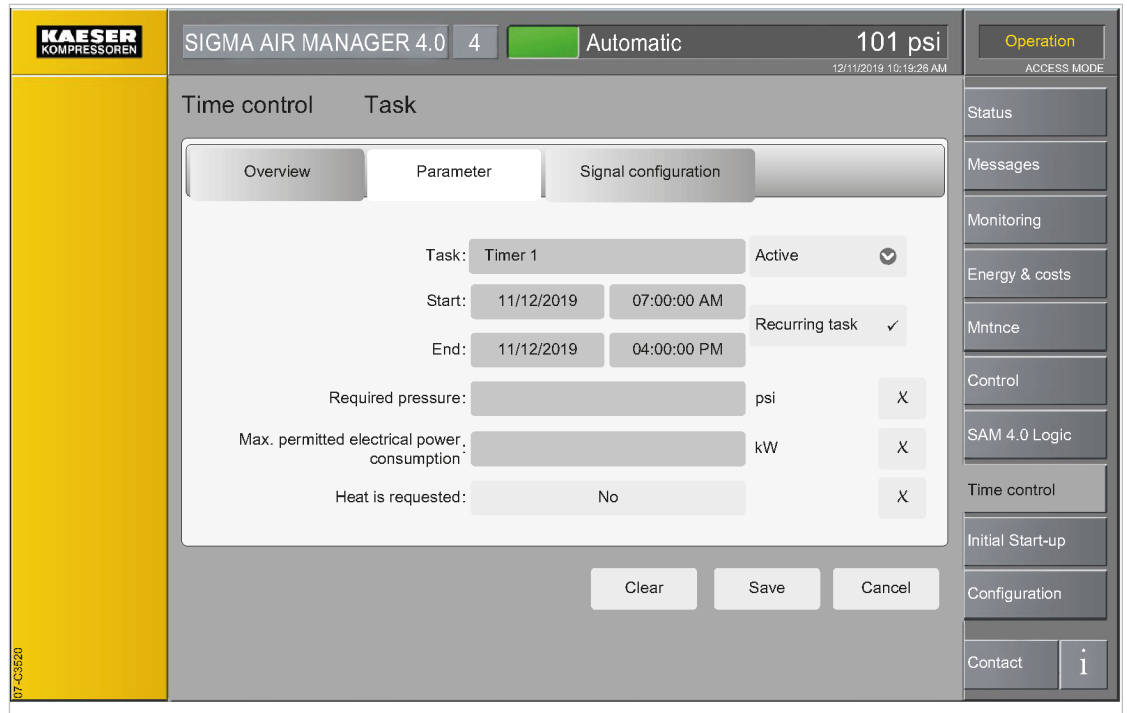 KAESER
KOMPRESSOREN
SIGMA AIR MANAGER 4.0 4 Automatic 101 psi
12/11/2019 10:19:26 AM
Operation
ACCESS MODE
Time control Task
Overview Parameter Signal configuration
Task: Timer 1 Active
Start: 11/12/2019 07:00:00 AM
Recurring task ✓
End: 11/12/2019 04:00:00 PM
Required pressure: psi X
Max. permitted electrical power
consumption: kW X
Heat is requested: No X
Clear Save Cancel
Status
Messages
Monitoring
Energy & costs
Mntnce
Control
SAM 4.0 Logic
Time control
Initial Start-up
Configuration
Contact i
07-C3520